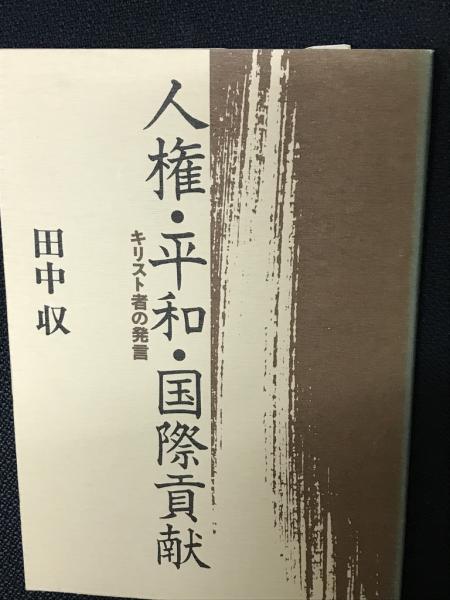 人権・平和・国際貢献
キリスト者の発言
田中 収